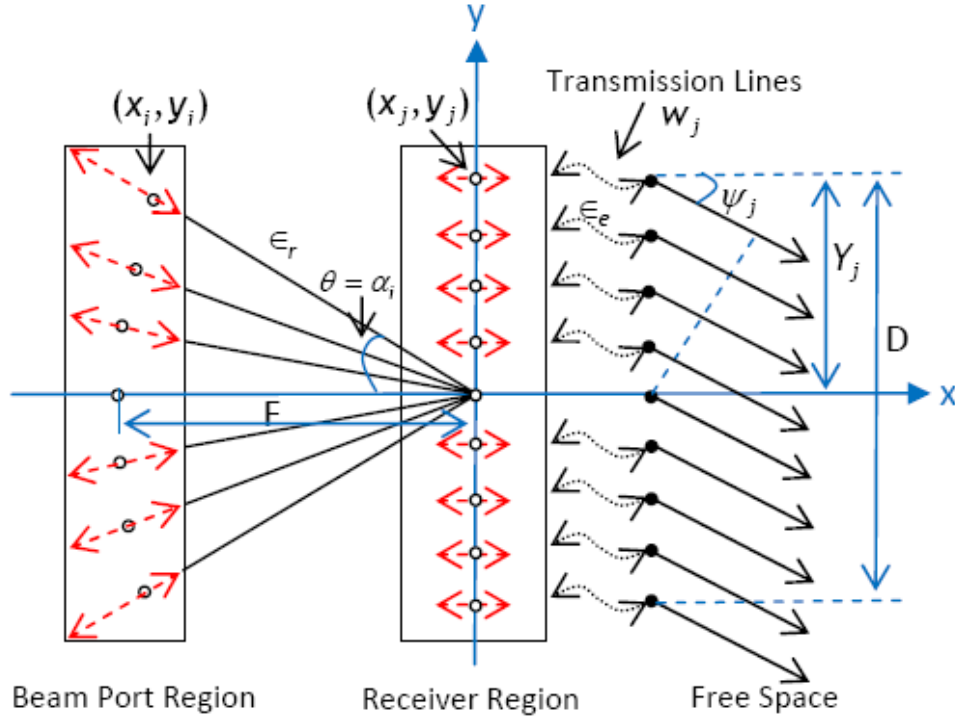 y
Transmission Lines
(x_i, y_i)
(x_j, y_j)
w_j
∈_r
∈_e
ψ_j
θ = α_i
Y_j
D
F
x
Beam Port Region
Receiver Region
Free Space